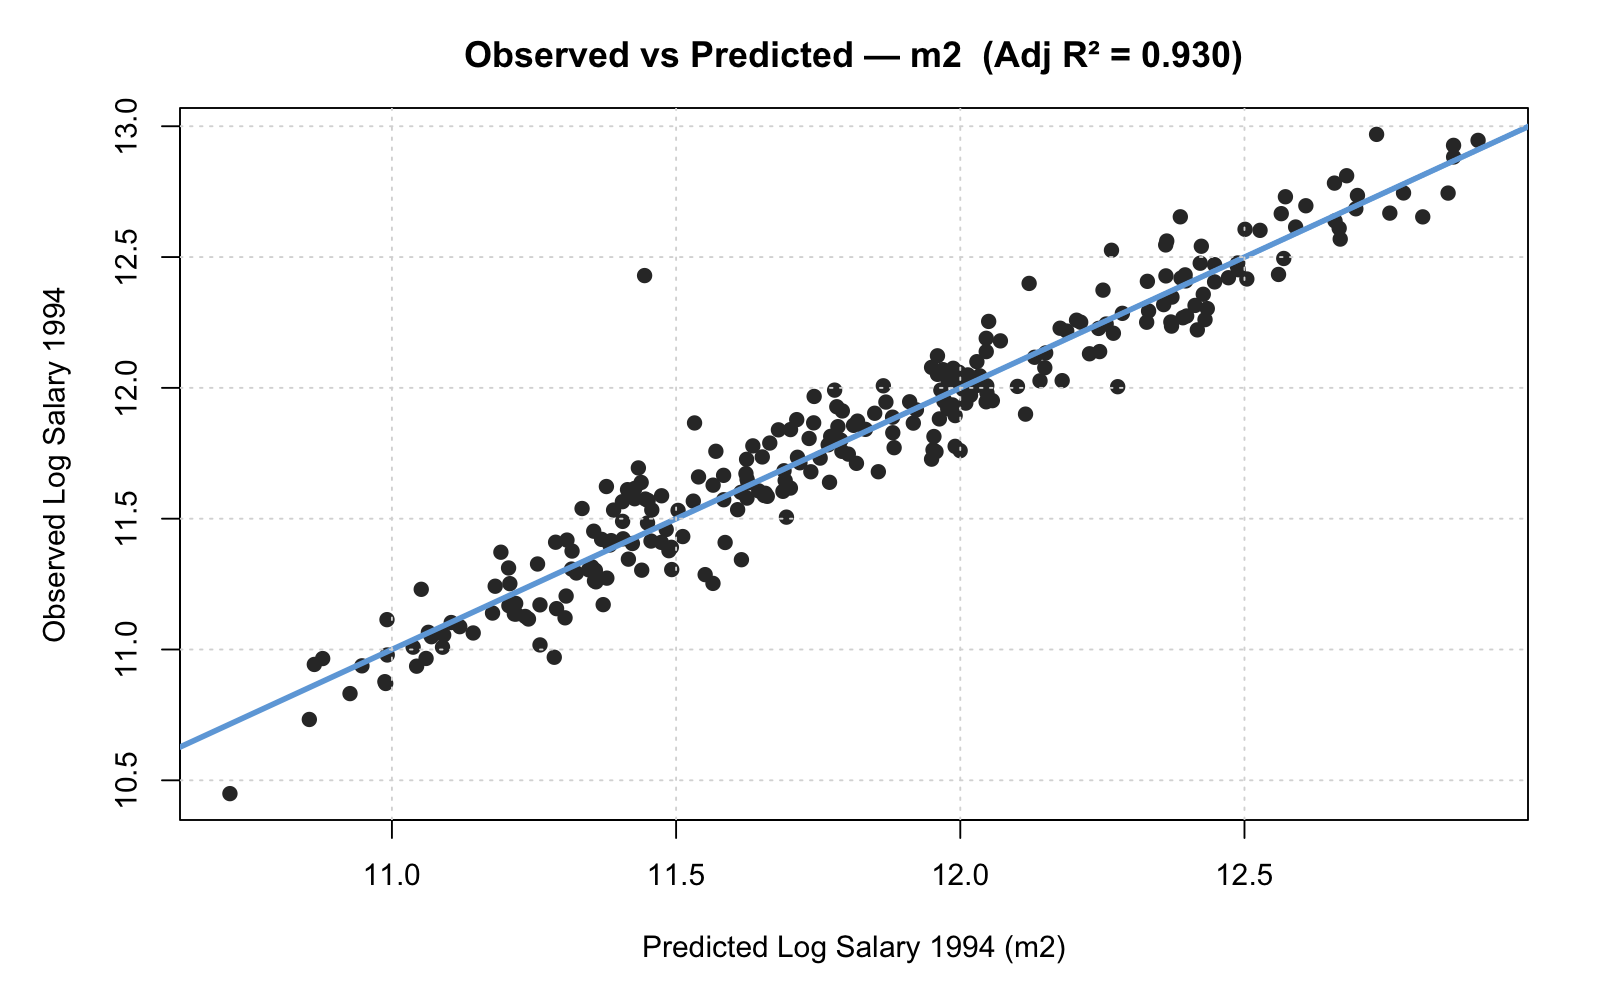 Observed vs Predicted — m2  (Adj R² = 0.930)
Observed Log Salary 1994
13.0
12.5
12.0
11.5
11.0
10.5
11.0 11.5 12.0 12.5
Predicted Log Salary 1994 (m2)